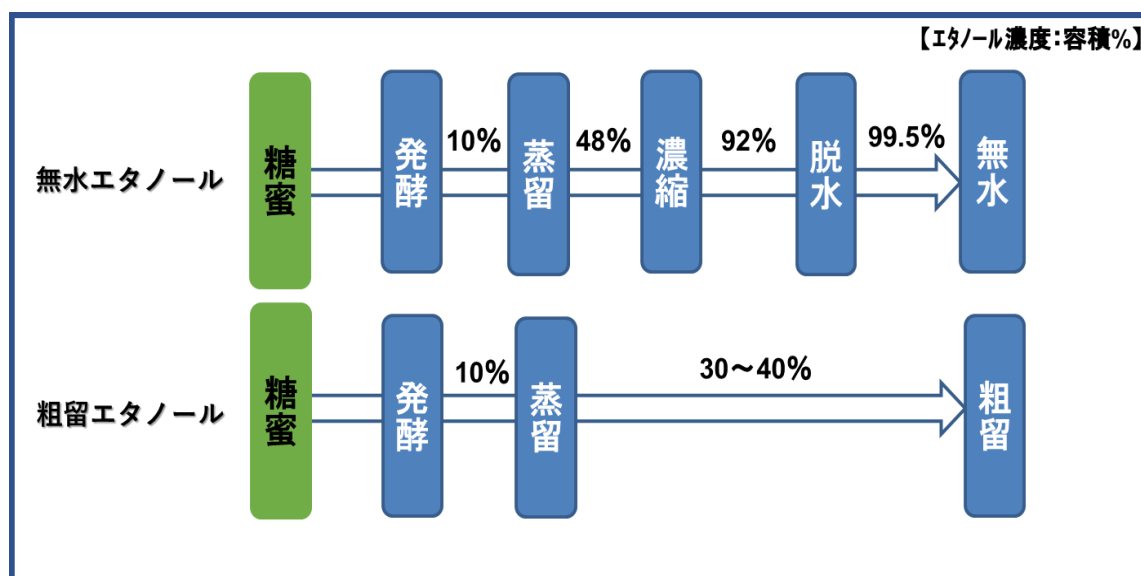 【ｴﾀﾉｰﾙ濃度：容積%】
無水エタノール
糖蜜
発酵
10%
蒸留
48%
濃縮
92%
脱水
99.5%
無水
粗留エタノール
糖蜜
発酵
10%
蒸留
30～40%
粗留